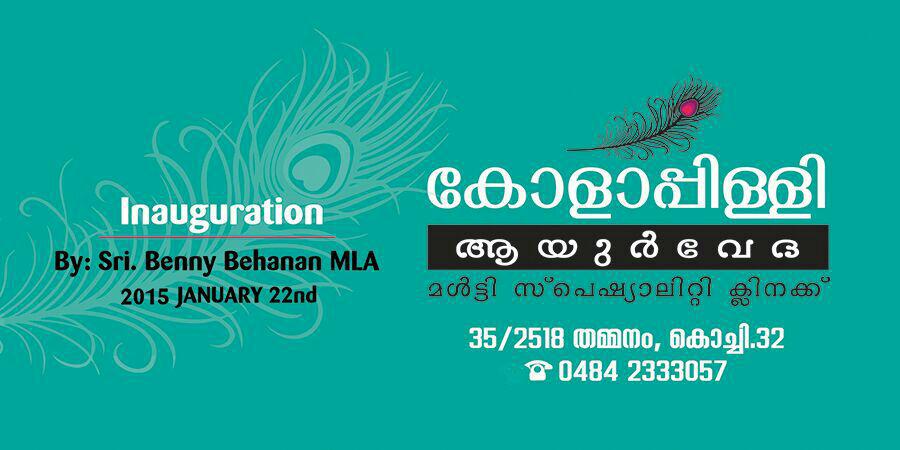 Inauguration
By: Sri. Benny Behanan MLA
2015 JANUARY 22nd
കോളാപ്പിള്ളി
ആയുർവേദ
മൾട്ടി സ്പെഷ്യാലിറ്റി ക്ലിനക്ക്
35/2518 തമ്മനം, കൊച്ചി.32
☎ 0484 2333057